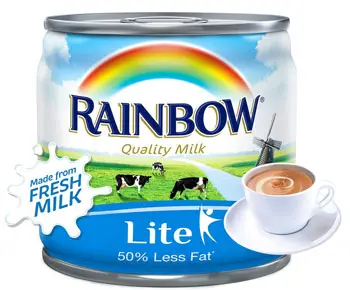 RAINBOW®
Quality Milk
Made from
FRESH
MILK
Lite
50% Less Fat*